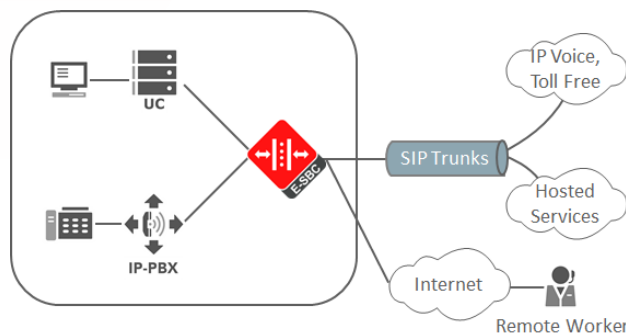 IP Voice,
Toll Free
UC
E-SBC
SIP Trunks
Hosted
Services
IP-PBX
Internet
Remote Worker